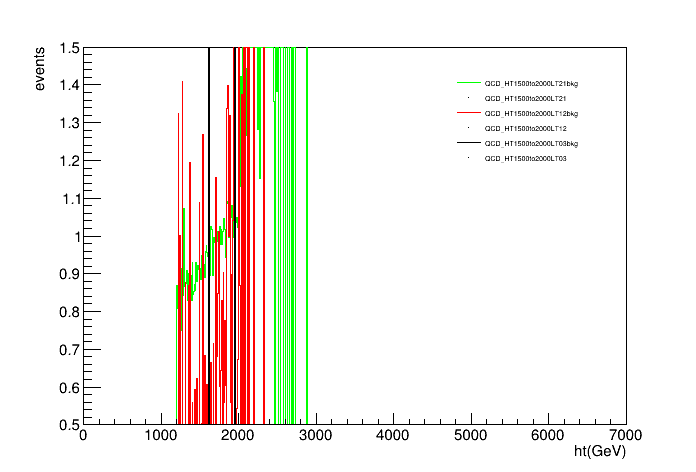 events
1.5
1.4
1.3
1.2
1.1
1
0.9
0.8
0.7
0.6
0.5
QCD_HT1500to2000LT21bkg
QCD_HT1500to2000LT21
QCD_HT1500to2000LT12bkg
QCD_HT1500to2000LT12
QCD_HT1500to2000LT03bkg
QCD_HT1500to2000LT03
0 1000 2000 3000 4000 5000 6000 7000
ht(GeV)